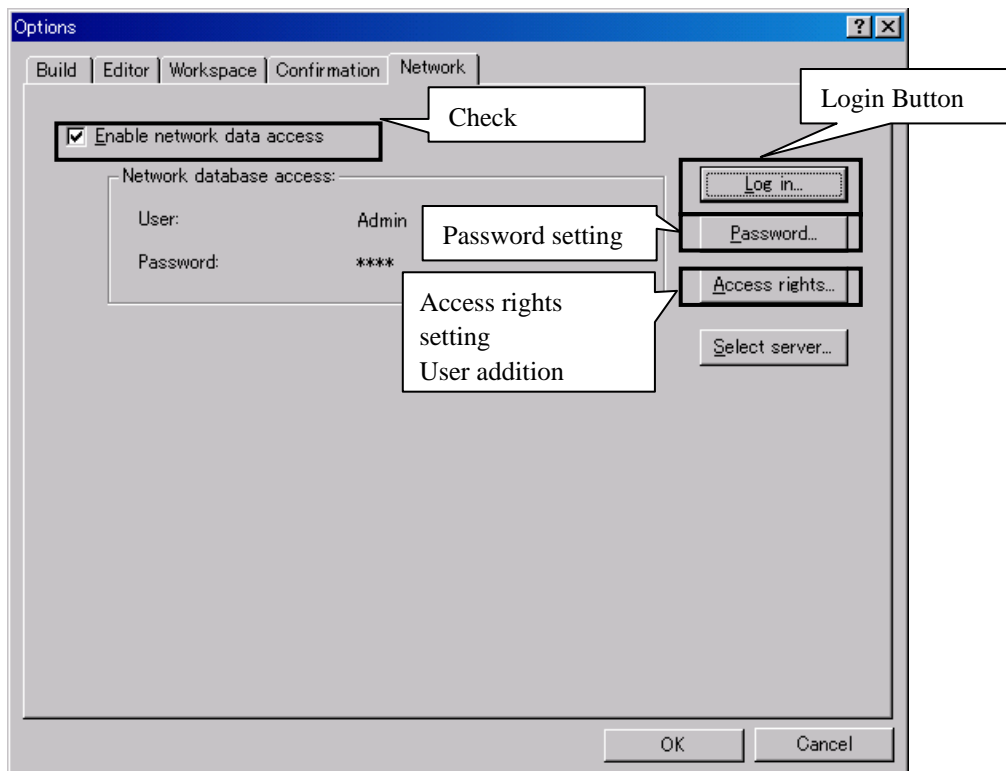 Options
Build Editor Workspace Confirmation Network
Login Button
Check
Enable network data access
Network database access:
Log in...
User: Admin
Password setting
Password...
Password: ****
Access rights...
Access rights
setting
User addition
Select server...
OK Cancel